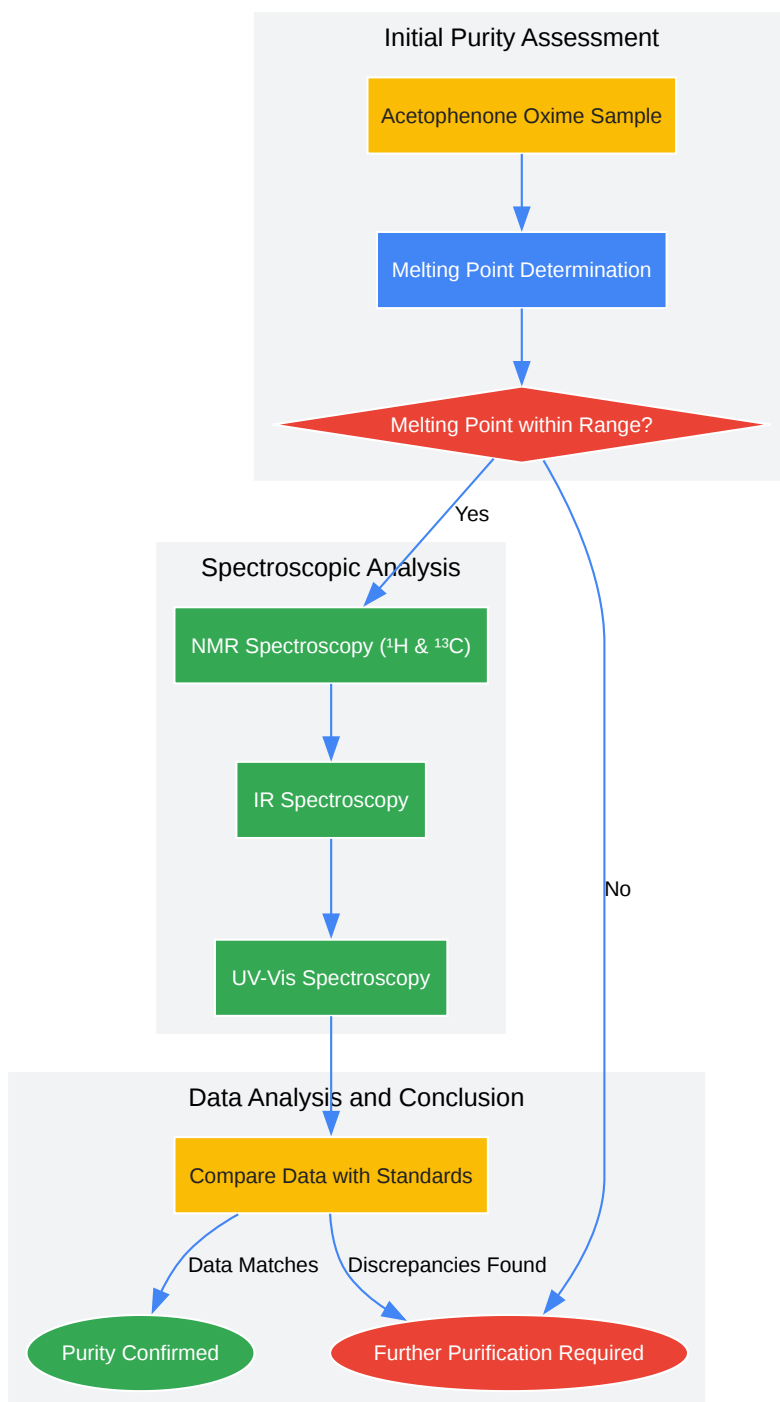 Initial Purity Assessment
Acetophenone Oxime Sample
Melting Point Determination
Melting Point within Range?
Yes
Spectroscopic Analysis
NMR Spectroscopy (¹H & ¹³C)
IR Spectroscopy
No
UV-Vis Spectroscopy
Data Analysis and Conclusion
Compare Data with Standards
Data Matches
Discrepancies Found
Purity Confirmed
Further Purification Required